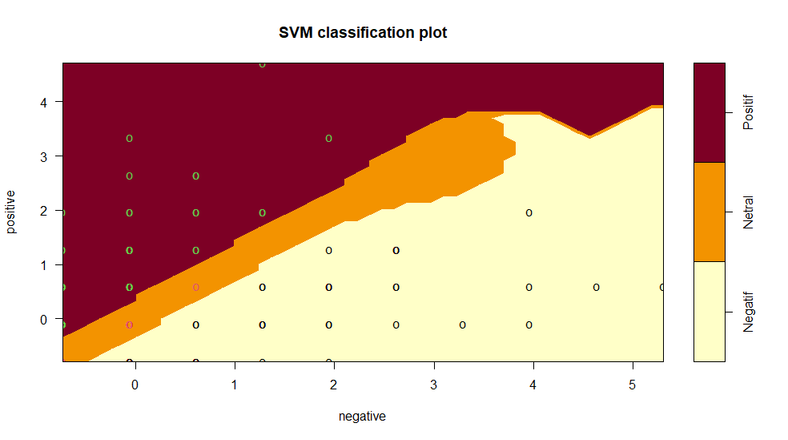 SVM classification plot
positive
4
3
2
1
0
0 1 2 3 4 5
negative
Positif
Netral
Negatif